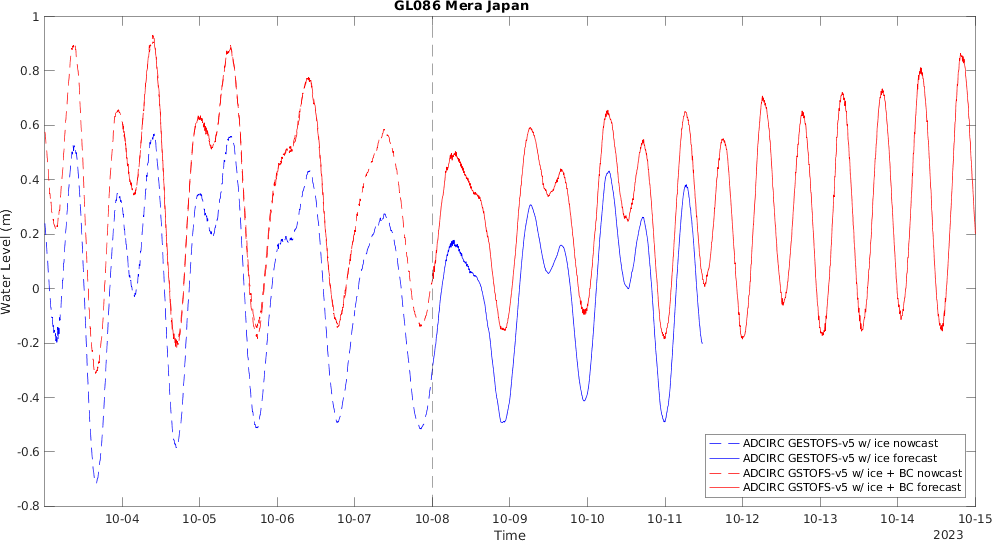 GL086 Mera Japan
1
0.8
0.6
0.4
0.2
0
-0.2
-0.4
-0.6
-0.8
Water Level (m)
ADCIRC GESTOFS-v5 w/ ice nowcast
ADCIRC GESTOFS-v5 w/ ice forecast
ADCIRC GSTOFS-v5 w/ ice + BC nowcast
ADCIRC GSTOFS-v5 w/ ice + BC forecast
10-04 10-05 10-06 10-07 10-08 10-09 10-10 10-11 10-12 10-13 10-14 10-15
Time
2023